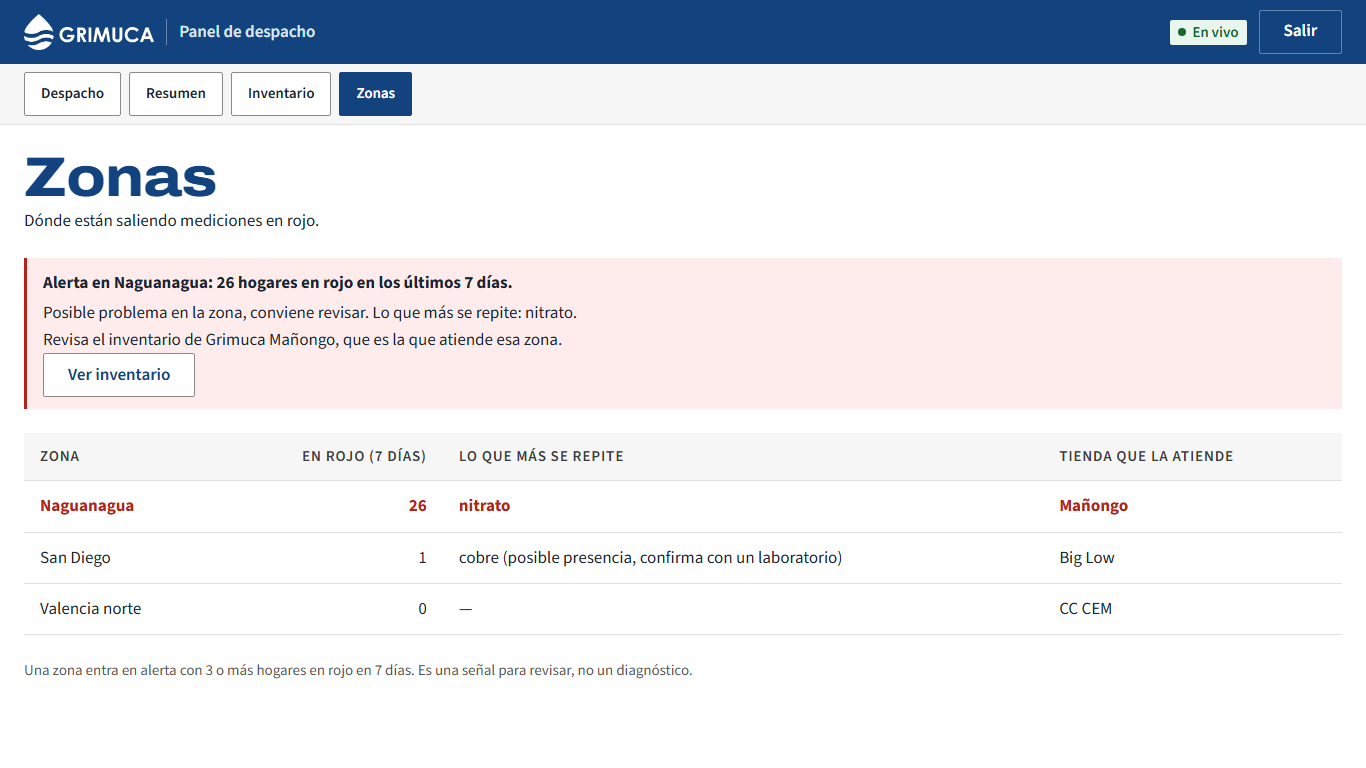 GRIMUCA
Panel de despacho
En vivo
Salir
Despacho
Resumen
Inventario
Zonas
Zonas
Dónde están saliendo mediciones en rojo.
Alerta en Naguanagua: 26 hogares en rojo en los últimos 7 días.
Posible problema en la zona, conviene revisar. Lo que más se repite: nitrato.
Revisa el inventario de Grimuca Mañongo, que es la que atiende esa zona.
Ver inventario
ZONA EN ROJO (7 DÍAS) LO QUE MÁS SE REPITE TIENDA QUE LA ATIENDE
Naguanagua 26 nitrato Mañongo
San Diego 1 cobre (posible presencia, confirma con un laboratorio) Big Low
Valencia norte 0 — CC CEM
Una zona entra en alerta con 3 o más hogares en rojo en 7 días. Es una señal para revisar, no un diagnóstico.